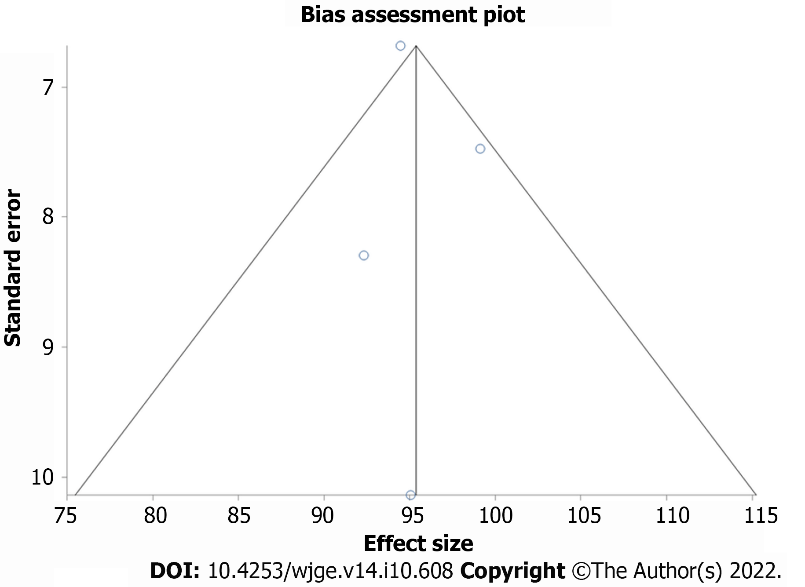 Bias assessment piot
Standard error
7
8
9
10
75 80 85 90 95 100 105 110 115
Effect size
DOI: 10.4253/wjge.v14.i10.608 Copyright ©The Author(s) 2022.